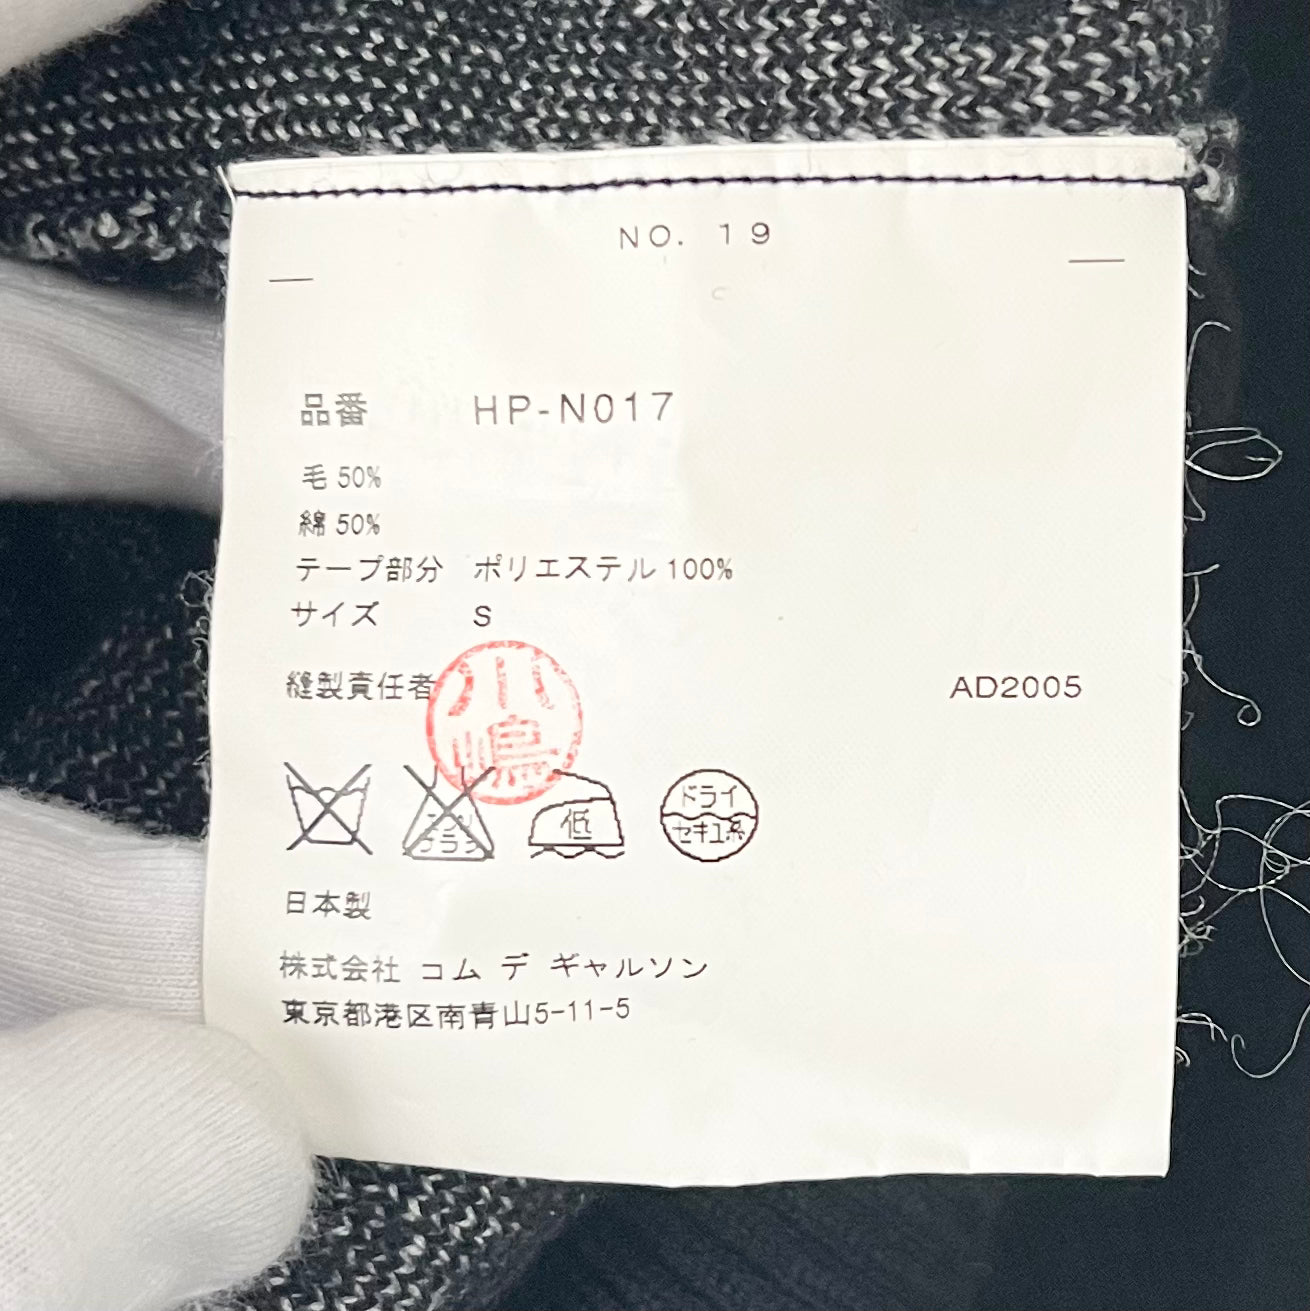 NO. 19
品番 HP-N017
毛 50%
綿 50%
テープ部分 ポリエステル 100%
サイズ S
縫製責任者 小嶋
AD2005
低
ドライ
セキユ系
日本製
株式会社 コム デ ギャルソン
東京都港区南青山5-11-5